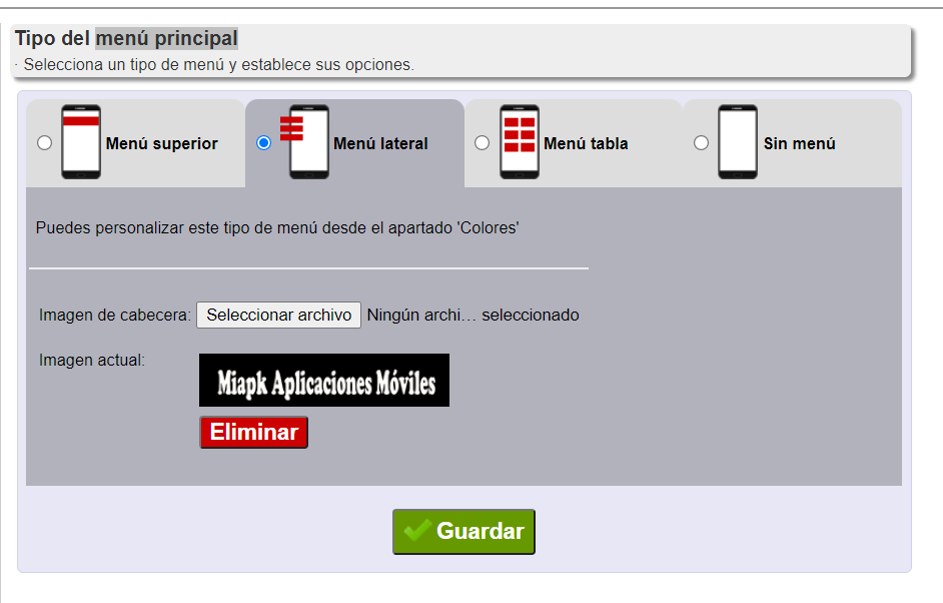 Tipo del menú principal
· Selecciona un tipo de menú y establece sus opciones.
Menú superior Menú lateral Menú tabla Sin menú
Puedes personalizar este tipo de menú desde el apartado 'Colores'
Imagen de cabecera: Seleccionar archivo Ningún archi... seleccionado
Imagen actual:
Miapk Aplicaciones Móviles
Eliminar
Guardar